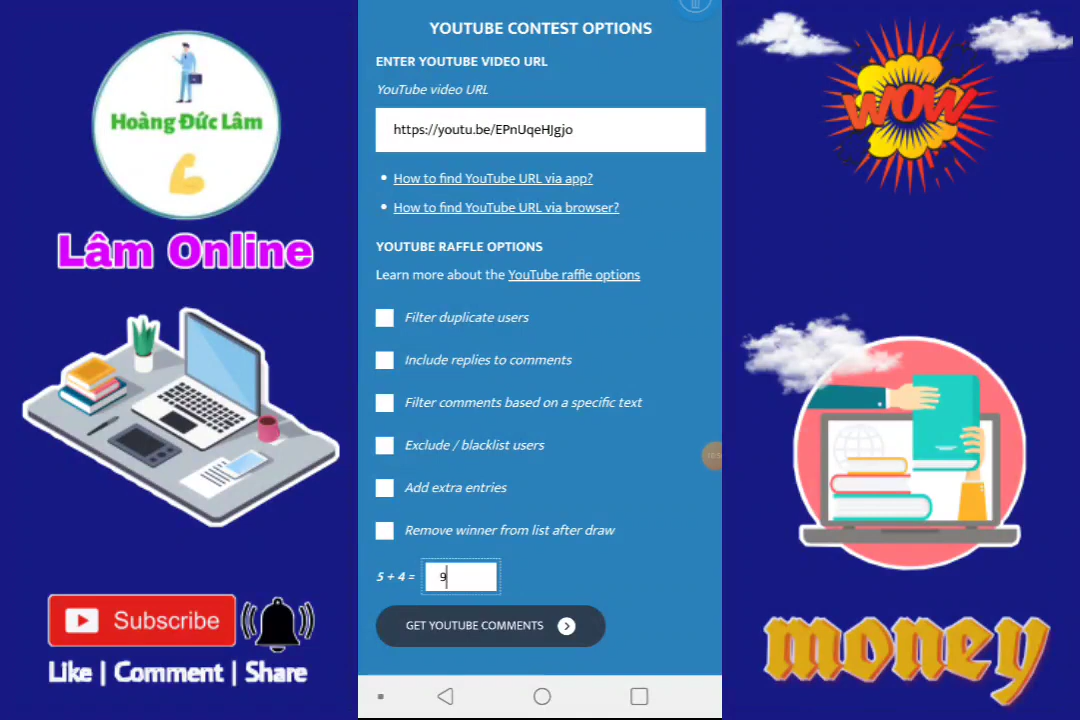 Hoàng Đức Lâm
Lâm Online
Subscribe
Like | Comment | Share
YOUTUBE CONTEST OPTIONS
ENTER YOUTUBE VIDEO URL
YouTube video URL
https://youtu.be/EPnUqeHJgjo
• How to find YouTube URL via app?
• How to find YouTube URL via browser?
YOUTUBE RAFFLE OPTIONS
Learn more about the YouTube raffle options
Filter duplicate users
Include replies to comments
Filter comments based on a specific text
Exclude / blacklist users
Add extra entries
Remove winner from list after draw
5 + 4 = 9
GET YOUTUBE COMMENTS
WOW
money